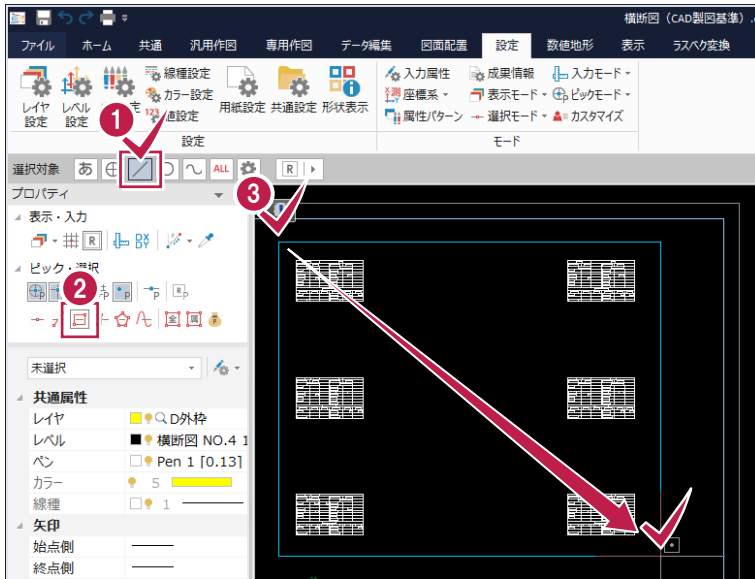 横断図（CAD製図基準）.
ファイル ホーム 共通 汎用作図 専用作図 データ編集 図面配置 設定 数値地形 表示 ラスベク変換
レイヤ
設定
レベル
設定
定
線種設定
カラー設定
値設定
用紙設定
共通設定
形状表示
入力属性
座標系
属性パターン
成果情報
表示モード
選択モード
入力モード
ピックモード
カスタマイズ
設定 モード
選択対象 あ ALL R
1
2
3
プロパティ
表示・入力
R
ピック・選択
未選択
共通属性
レイヤ D外枠
レベル 横断図 NO.4 1
ペン Pen 1 [0.13]
カラー 5
線種 1
矢印
始点側
終点側